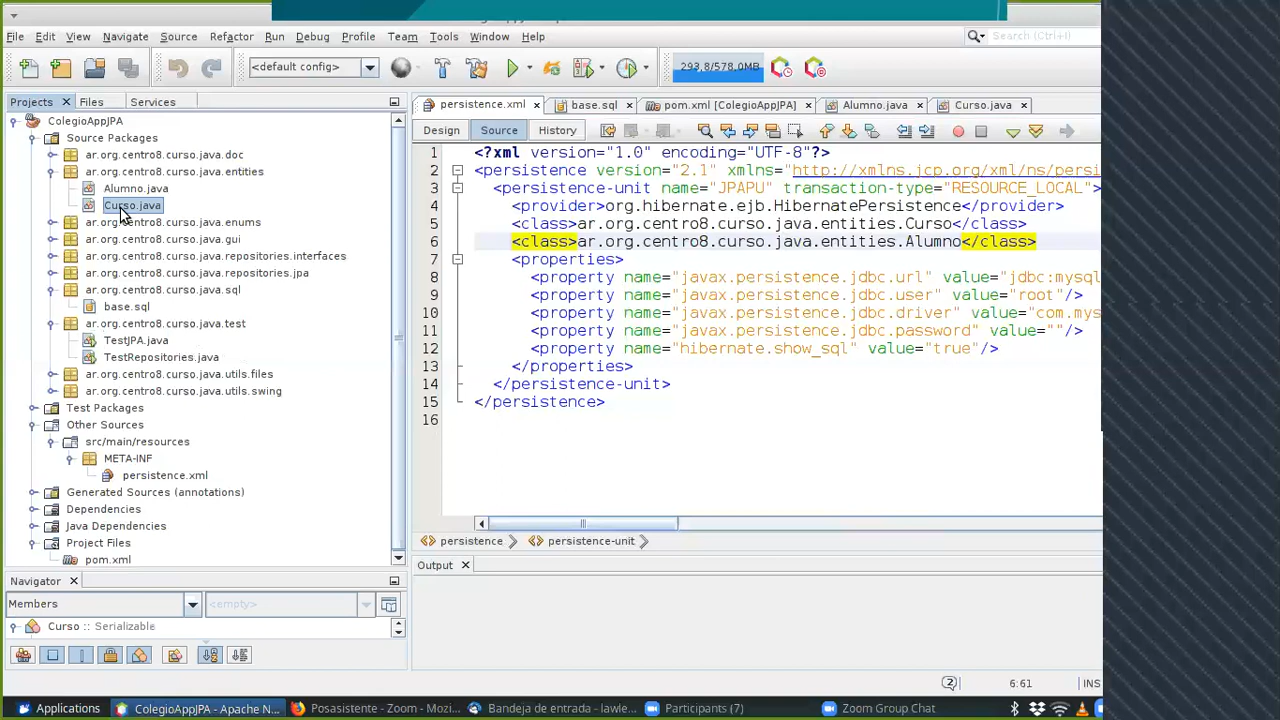 File Edit View Navigate Source Refactor Run Debug Profile Team Tools Window Help
Search (Ctrl+I)
<default config>
293,8/578,0MB
Projects Files Services
persistence.xml base.sql pom.xml [ColegioAppJPA] Alumno.java Curso.java
Design Source History
ColegioAppJPA
Source Packages
ar.org.centro8.curso.java.doc
ar.org.centro8.curso.java.entities
Alumno.java
Curso.java
ar.org.centro8.curso.java.enums
ar.org.centro8.curso.java.gui
ar.org.centro8.curso.java.repositories.interfaces
ar.org.centro8.curso.java.repositories.jpa
ar.org.centro8.curso.java.sql
base.sql
ar.org.centro8.curso.java.test
TestJPA.java
TestRepositories.java
ar.org.centro8.curso.java.utils.files
ar.org.centro8.curso.java.utils.swing
Test Packages
Other Sources
src/main/resources
META-INF
persistence.xml
Generated Sources (annotations)
Dependencies
Java Dependencies
Project Files
pom.xml
Navigator
Members
<empty>
Curso :: Serializable
1 <?xml version="1.0" encoding="UTF-8"?>
2 <persistence version="2.1" xmlns="http://xmlns.jcp.org/xml/ns/persi
3 <persistence-unit name="JPAPU" transaction-type="RESOURCE_LOCAL">
4 <provider>org.hibernate.ejb.HibernatePersistence</provider>
5 <class>ar.org.centro8.curso.java.entities.Curso</class>
6 <class>ar.org.centro8.curso.java.entities.Alumno</class>
7 <properties>
8 <property name="javax.persistence.jdbc.url" value="jdbc:mysql
9 <property name="javax.persistence.jdbc.user" value="root"/>
10 <property name="javax.persistence.jdbc.driver" value="com.mys
11 <property name="javax.persistence.jdbc.password" value=""/>
12 <property name="hibernate.show_sql" value="true"/>
13 </properties>
14 </persistence-unit>
15 </persistence>
16
persistence persistence-unit
Output
2 6:61 INS
Applications ColegioAppJPA - Apache N... Posasistente - Zoom - Mozi... Bandeja de entrada - lawle... Participants (7) Zoom Group Chat